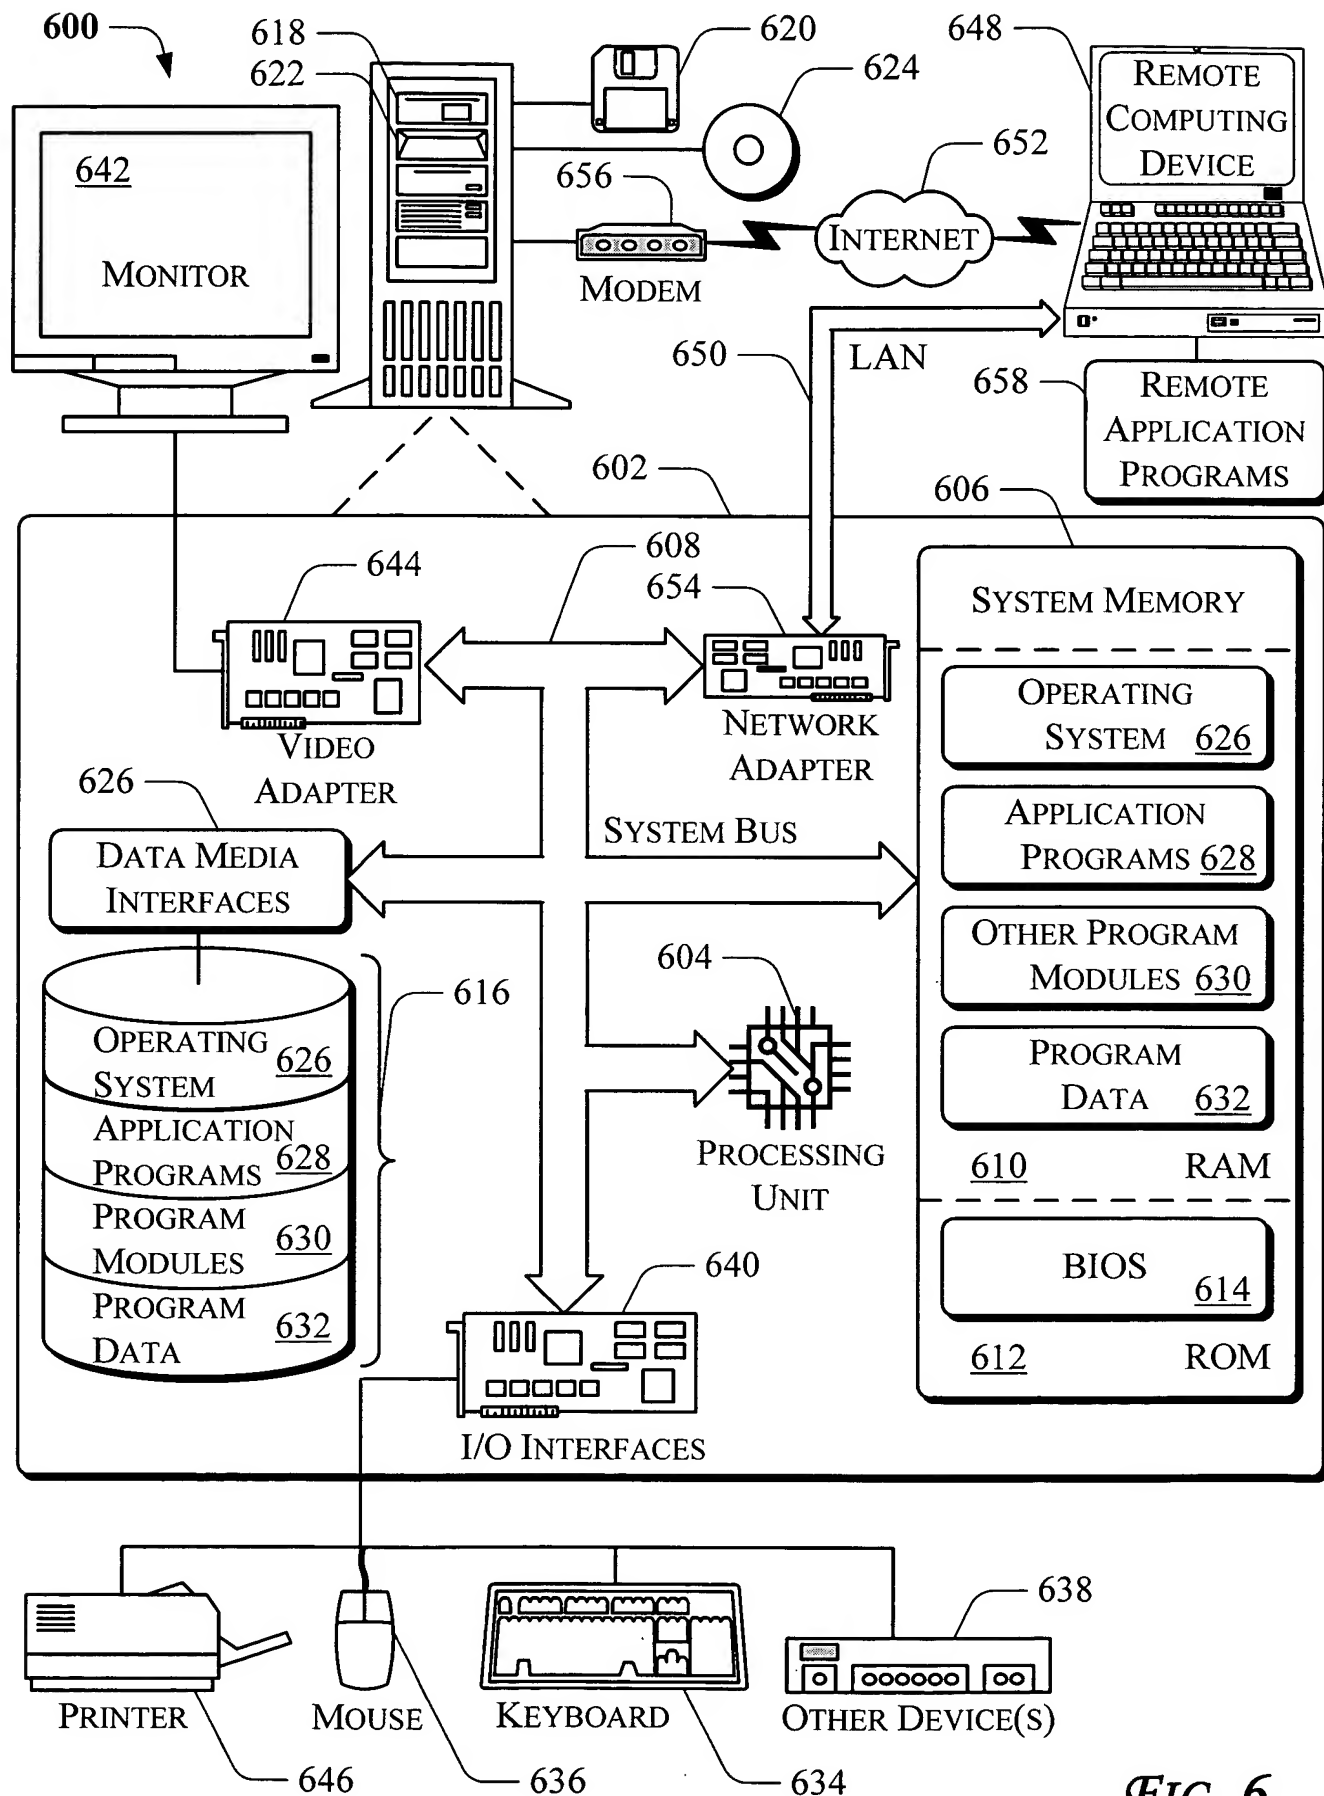 600
618
622
620
624
648
REMOTE
COMPUTING
DEVICE
642
MONITOR
656
MODEM
652
INTERNET
650
LAN
658
REMOTE
APPLICATION
PROGRAMS
602
606
644
608
654
SYSTEM MEMORY
VIDEO
ADAPTER
NETWORK
ADAPTER
OPERATING
SYSTEM 626
626
DATA MEDIA
INTERFACES
SYSTEM BUS
APPLICATION
PROGRAMS 628
OTHER PROGRAM
MODULES 630
604
616
OPERATING
SYSTEM 626
APPLICATION
PROGRAMS 628
PROGRAM
MODULES 630
PROGRAM
DATA 632
PROCESSING
UNIT
PROGRAM
DATA 632
610 RAM
BIOS
614
612 ROM
640
I/O INTERFACES
PRINTER
646
MOUSE
636
KEYBOARD
634
638
OTHER DEVICE(S)
FIG. 6